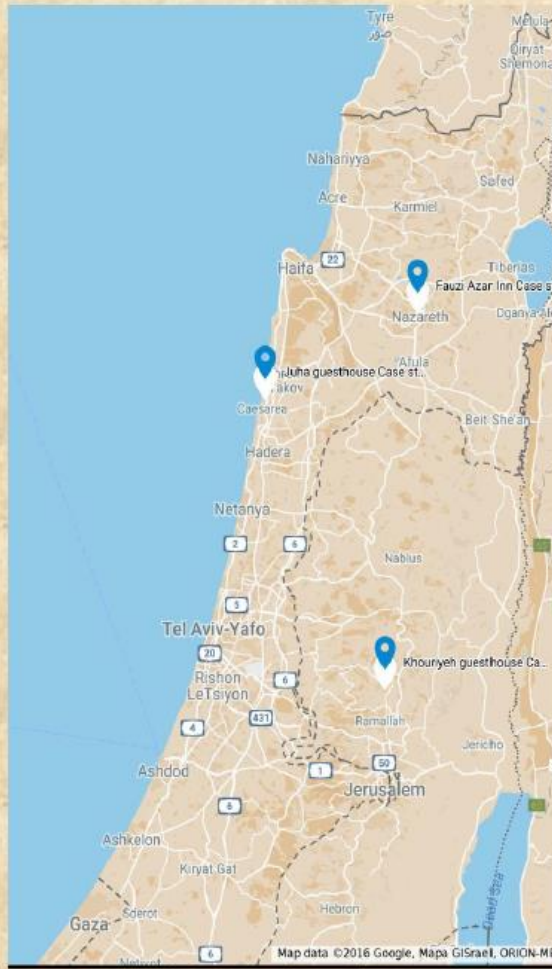 Tyre
صور
Metula
Qiryat
Shemona
Nahariyya
Safed
Acre
Karmiel
22
Haifa
Tiberias
Fauzi Azar Inn Case s
Nazareth
Juha guesthouse Case st...
Afula
Caesarea
Beit She'an
Hadera
Netanya
2
6
Nablus
5
Tel Aviv-Yafo
20
Khouriyeh guesthouse Ca...
Rishon
LeTsiyon
6
431
Ramallah
4
Jericho
50
Ashdod
1
Jerusalem
6
Ashkelon
Kiryat Gat
Dead Sea
Gaza
Sderot
Hebron
Netivot
6
Map data ©2016 Google, Mapa GISrael, ORION-M